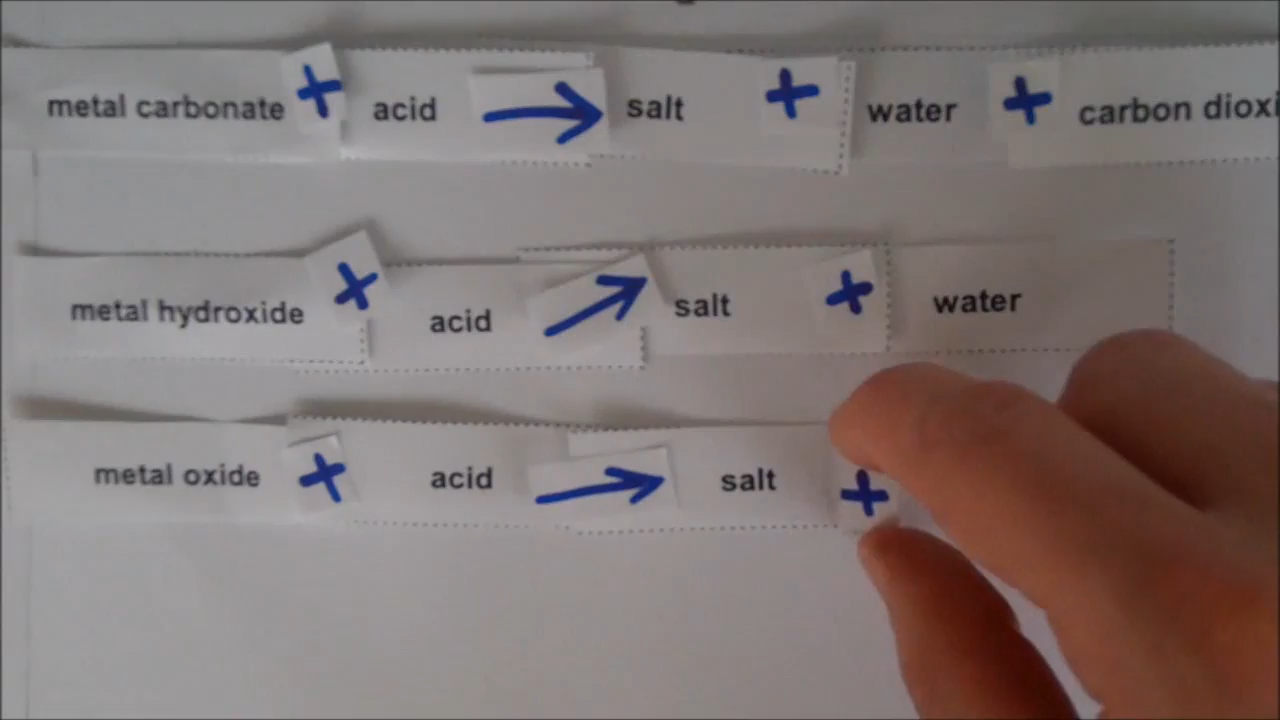 metal carbonate + acid → salt + water + carbon dioxi
metal hydroxide + acid → salt + water
metal oxide + acid → salt +